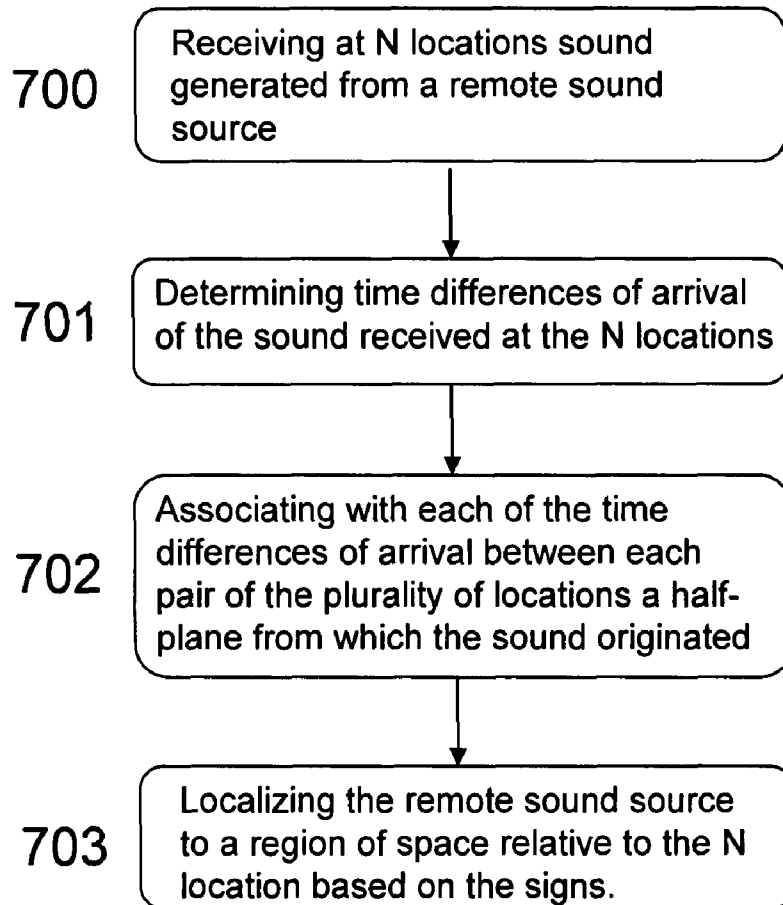 700
Receiving at N locations sound
generated from a remote sound
source
701
Determining time differences of arrival
of the sound received at the N locations
702
Associating with each of the time
differences of arrival between each
pair of the plurality of locations a half-
plane from which the sound originated
703
Localizing the remote sound source
to a region of space relative to the N
location based on the signs.